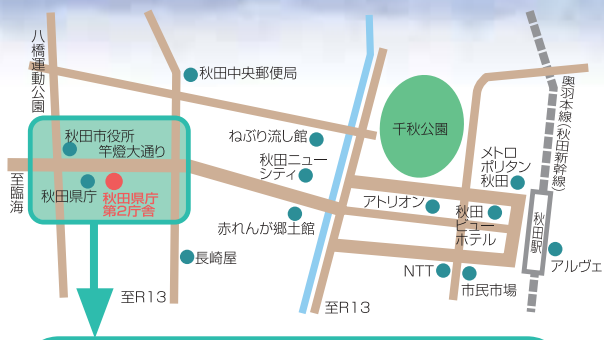 八橋運動公園
秋田中央郵便局
奥羽本線(秋田新幹線)
千秋公園
ねぶり流し館
秋田市役所
竿燈大通り
秋田ニュー
シティ
メトロ
ポリタン
秋田
至臨海
秋田県庁
秋田県庁
第2庁舎
アトリオン
秋田
ビュー
ホテル
秋田駅
赤れんが郷土館
長崎屋
NTT
市民市場
アルヴェ
至R13
至R13